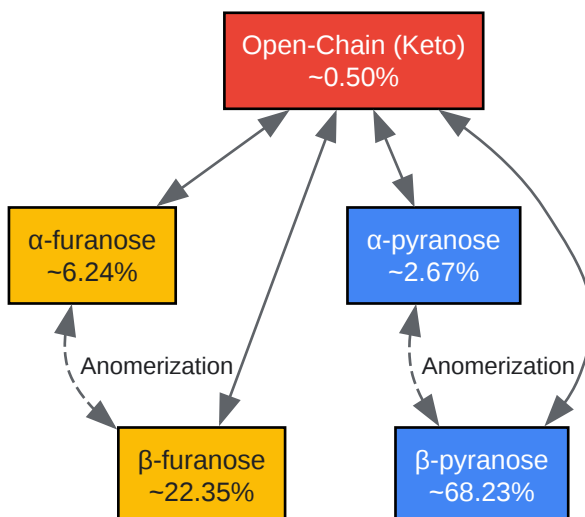 Open-Chain (Keto)
~0.50%
α-furanose
~6.24%
α-pyranose
~2.67%
Anomerization
Anomerization
β-furanose
~22.35%
β-pyranose
~68.23%